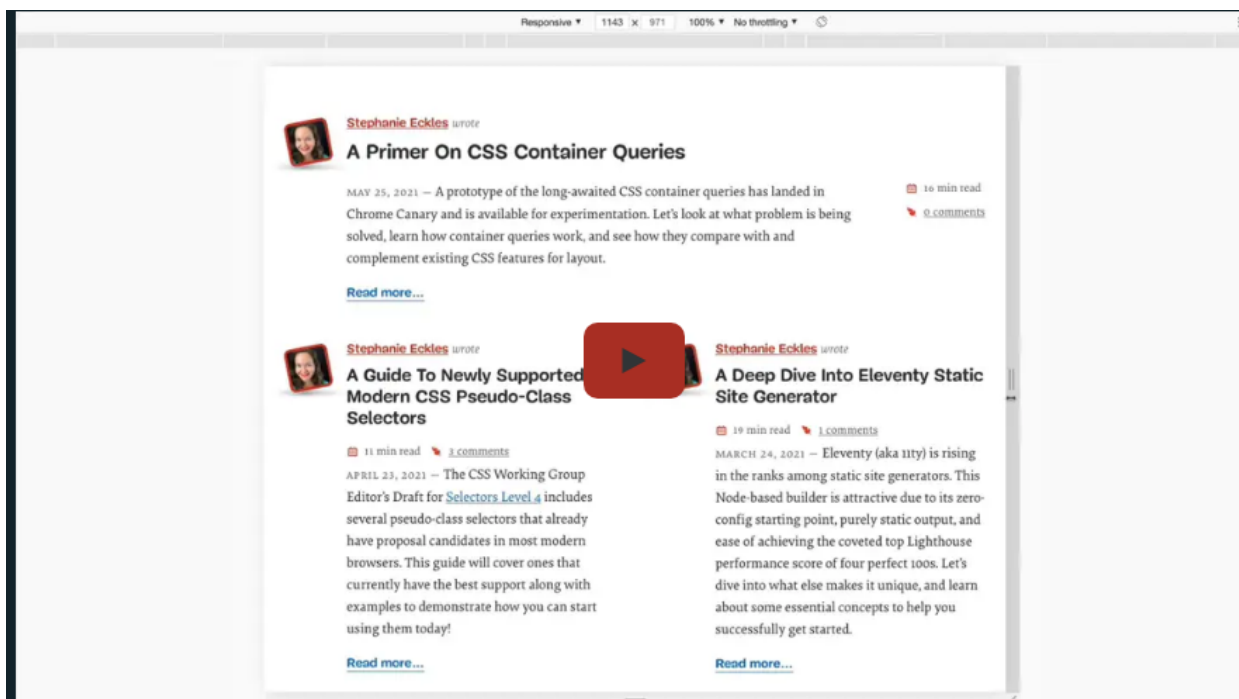 Responsive ▼ 1143 x 971 100% ▼ No throttling ▼
Stephanie Eckles wrote
A Primer On CSS Container Queries
MAY 25, 2021 — A prototype of the long-awaited CSS container queries has landed in
Chrome Canary and is available for experimentation. Let's look at what problem is being
solved, learn how container queries work, and see how they compare with and
complement existing CSS features for layout.
16 min read
0 comments
Read more...
Stephanie Eckles wrote
A Guide To Newly Supported
Modern CSS Pseudo-Class
Selectors
11 min read 3 comments
APRIL 23, 2021 — The CSS Working Group
Editor's Draft for Selectors Level 4 includes
several pseudo-class selectors that already
have proposal candidates in most modern
browsers. This guide will cover ones that
currently have the best support along with
examples to demonstrate how you can start
using them today!
Read more...
Stephanie Eckles wrote
A Deep Dive Into Eleventy Static
Site Generator
19 min read 1 comments
MARCH 24, 2021 — Eleventy (aka 11ty) is rising
in the ranks among static site generators. This
Node-based builder is attractive due to its zero-
config starting point, purely static output, and
ease of achieving the coveted top Lighthouse
performance score of four perfect 100s. Let's
dive into what else makes it unique, and learn
about some essential concepts to help you
successfully get started.
Read more...